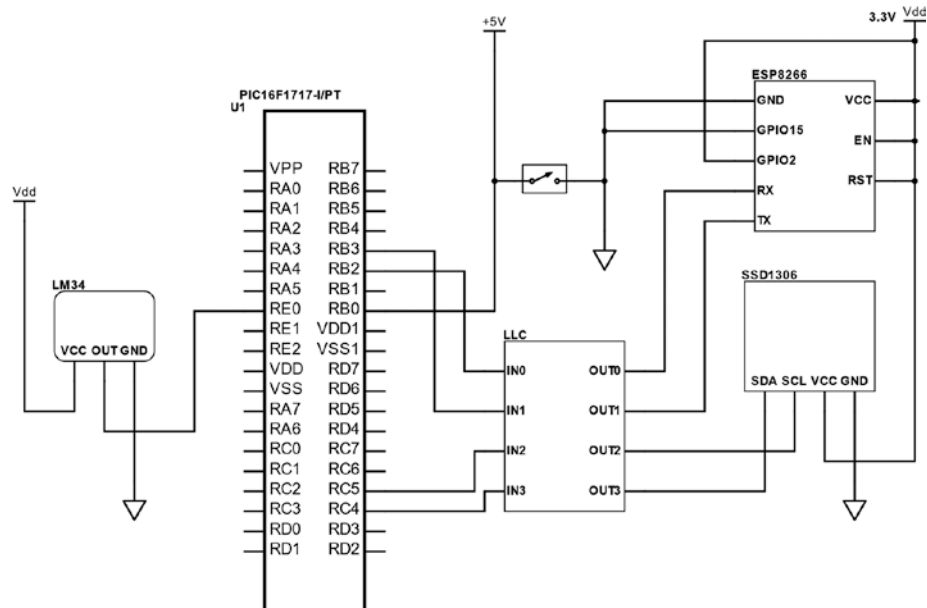 3.3V Vdd
+5V
ESP8266
GND VCC
GPIO15
EN
GPIO2
RST
RX
TX
PIC16F1717-I/PT
U1
VPP RB7
RA0 RB6
RA1 RB5
RA2 RB4
RA3 RB3
RA4 RB2
RA5 RB1
RE0 RB0
RE1 VDD1
RE2 VSS1
VDD RD7
VSS RD6
RA7 RD5
RA6 RD4
RC0 RC7
RC1 RC6
RC2 RC5
RC3 RC4
RD0 RD3
RD1 RD2
Vdd
LM34
VCC OUT GND
LLC
IN0 OUT0
IN1 OUT1
IN2 OUT2
IN3 OUT3
SSD1306
SDA SCL VCC GND